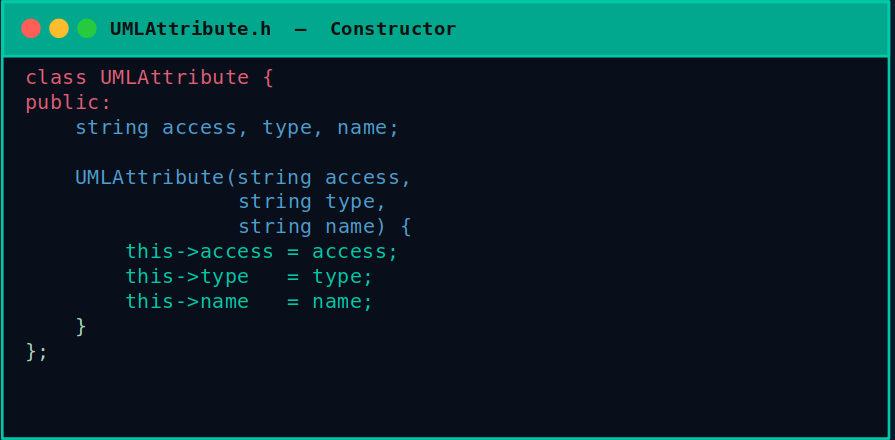 UMLAttribute.h  —  Constructor
class UMLAttribute {
public:
    string access, type, name;

    UMLAttribute(string access,
                 string type,
                 string name) {
        this->access = access;
        this->type   = type;
        this->name   = name;
    }
};